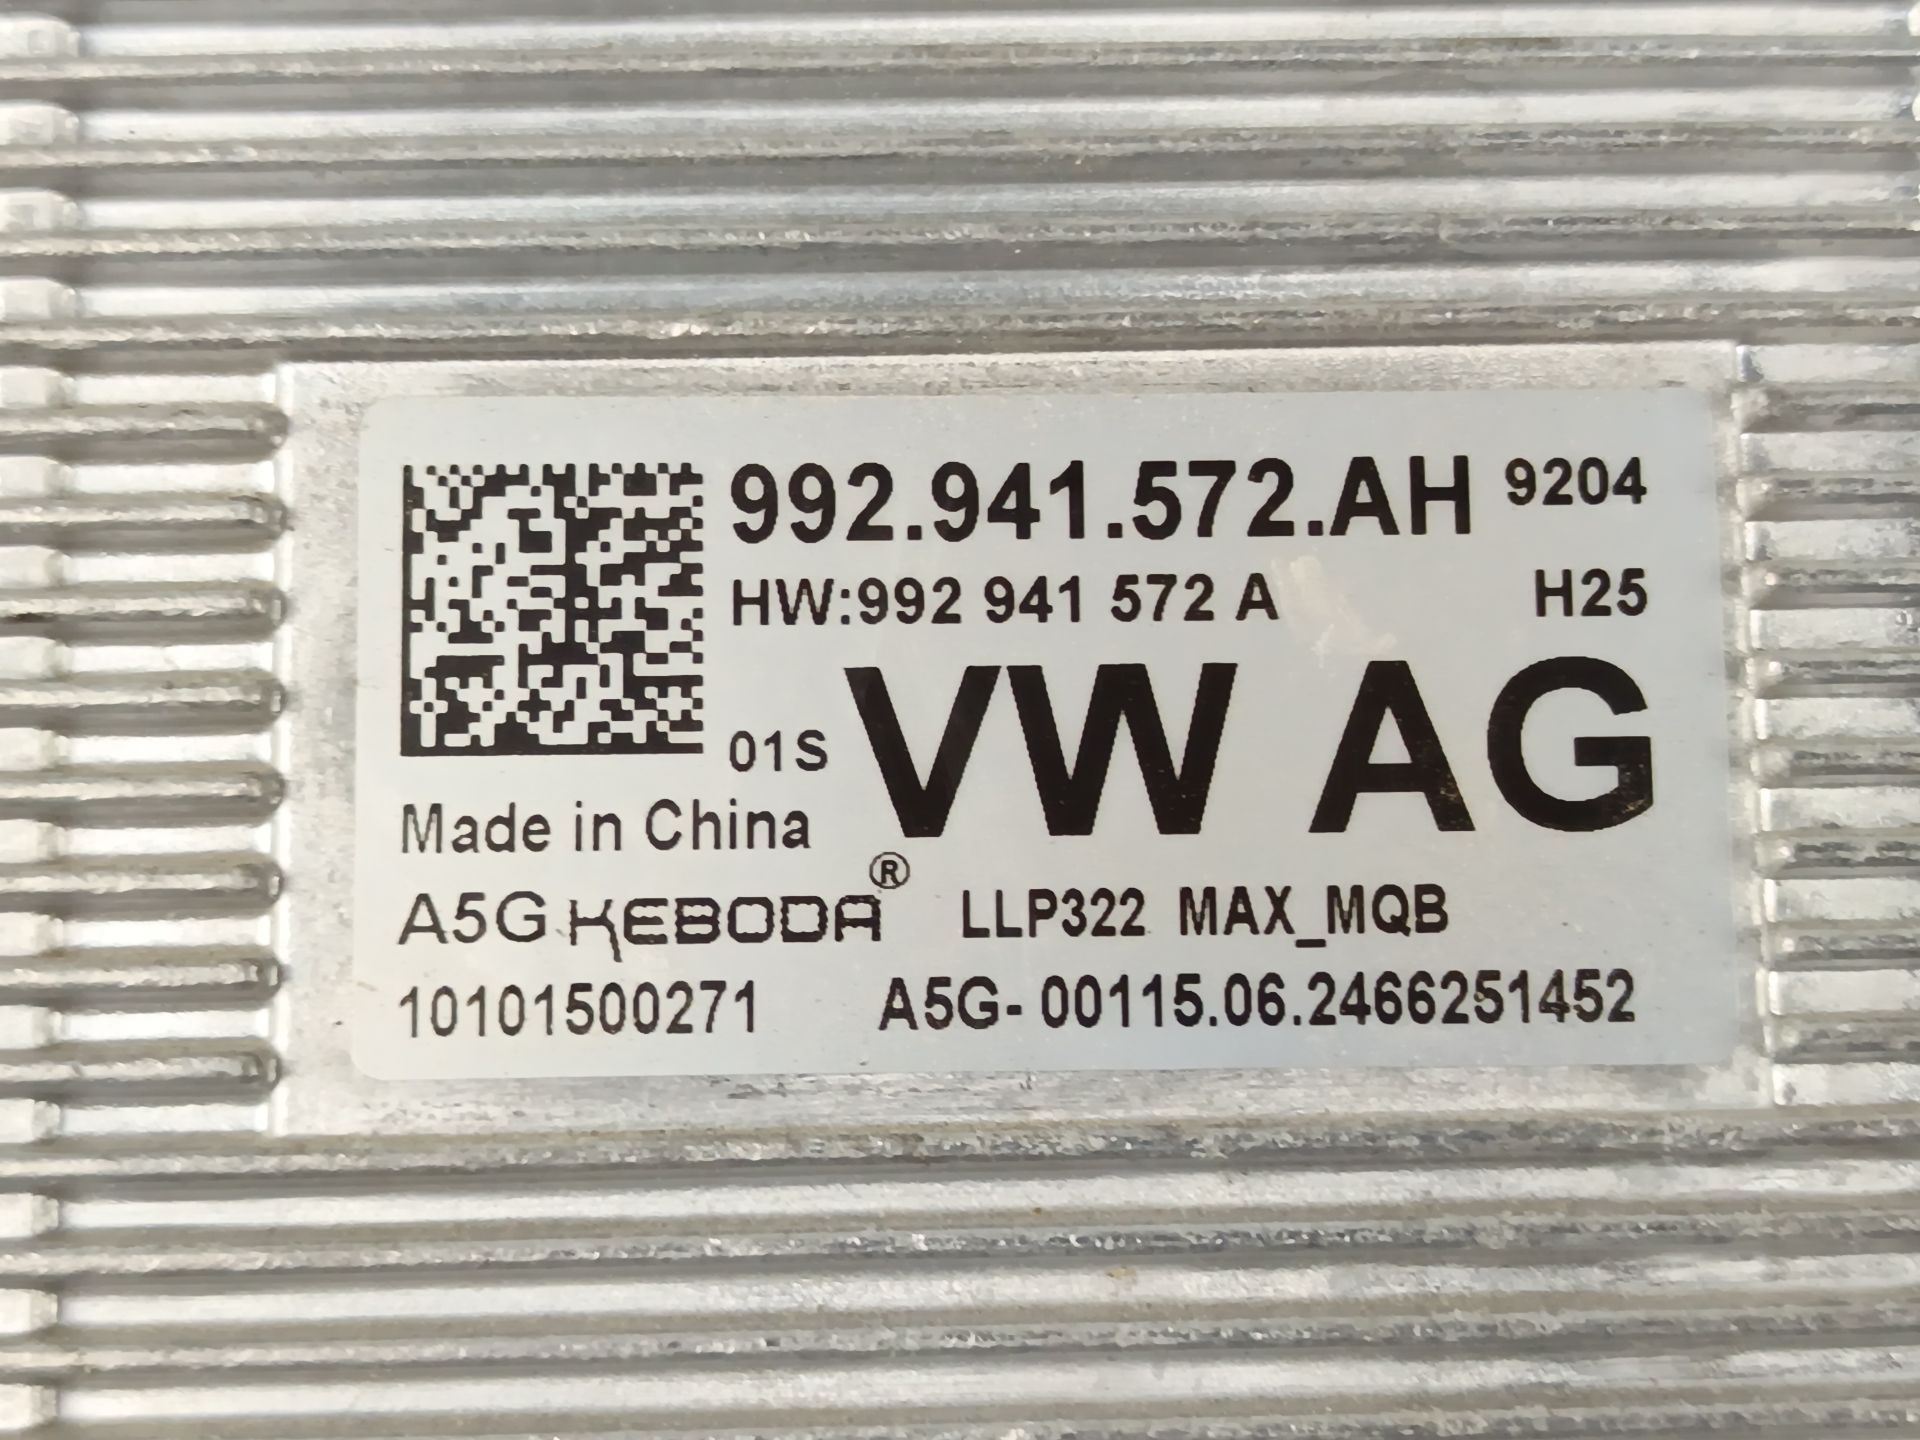 992.941.572.AH 9204
HW:992 941 572 A H25
01S VW AG
Made in China
A5G KEBODA® LLP322 MAX_MQB
10101500271 A5G- 00115.06.2466251452